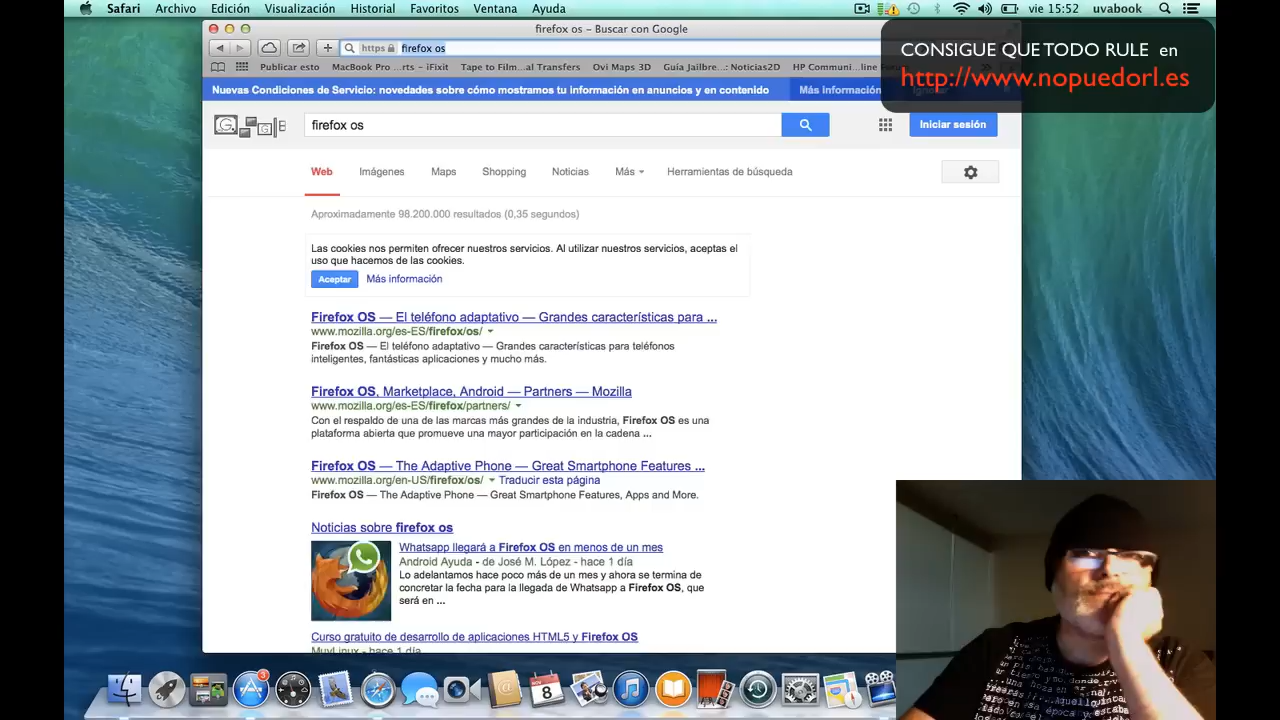 Safari Archivo Edición Visualización Historial Favoritos Ventana Ayuda vie 15:52 uvabook
firefox os – Buscar con Google
https firefox os
CONSIGUE QUE TODO RULE en
http://www.nopuedorl.es
Publicar esto MacBook Pro ...rts – iFixit Tape to Film...al Transfers Ovi Maps 3D Guía Jailbre...: Noticias2D HP Communi...line
Nuevas Condiciones de Servicio: novedades sobre cómo mostramos tu información en anuncios y en contenido Más información
firefox os
Iniciar sesión
Web Imágenes Maps Shopping Noticias Más Herramientas de búsqueda
Aproximadamente 98.200.000 resultados (0,35 segundos)
Las cookies nos permiten ofrecer nuestros servicios. Al utilizar nuestros servicios, aceptas el
uso que hacemos de las cookies.
Aceptar Más información
Firefox OS — El teléfono adaptativo — Grandes características para ...
www.mozilla.org/es-ES/firefox/os/
Firefox OS — El teléfono adaptativo — Grandes características para teléfonos
inteligentes, fantásticas aplicaciones y mucho más.
Firefox OS, Marketplace, Android — Partners — Mozilla
www.mozilla.org/es-ES/firefox/partners/
Con el respaldo de una de las marcas más grandes de la industria, Firefox OS es una
plataforma abierta que promueve una mayor participación en la cadena ...
Firefox OS — The Adaptive Phone — Great Smartphone Features ...
www.mozilla.org/en-US/firefox/os/ Traducir esta página
Firefox OS — The Adaptive Phone — Great Smartphone Features, Apps and More.
Noticias sobre firefox os
Whatsapp llegará a Firefox OS en menos de un mes
Android Ayuda - de José M. López - hace 1 día
Lo adelantamos hace poco más de un mes y ahora se termina de
concretar la fecha para la llegada de Whatsapp a Firefox OS, que
será en ...
Curso gratuito de desarrollo de aplicaciones HTML5 y Firefox OS
MuyLinux - hace 1 día
3
8